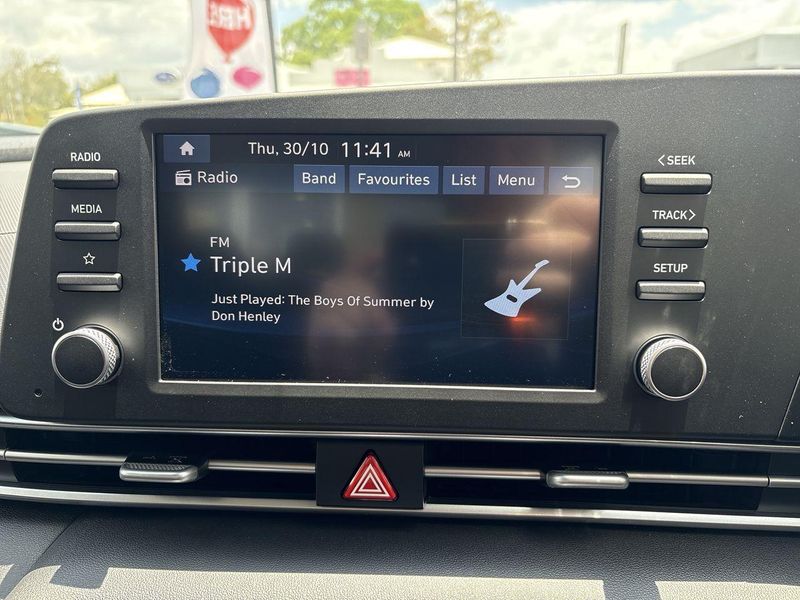 HERE
RADIO
MEDIA
Thu, 30/10 11:41 AM
Radio
Band Favourites List Menu
FM
Triple M
Just Played: The Boys Of Summer by
Don Henley
<SEEK
TRACK>
SETUP